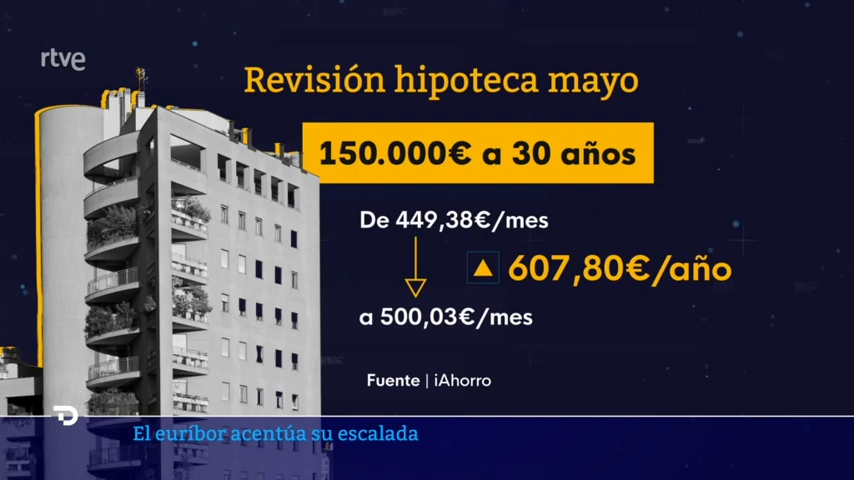 rtve
Revisión hipoteca mayo
150.000€ a 30 años
De 449,38€/mes
607,80€/año
a 500,03€/mes
Fuente | iAhorro
El euríbor acentúa su escalada